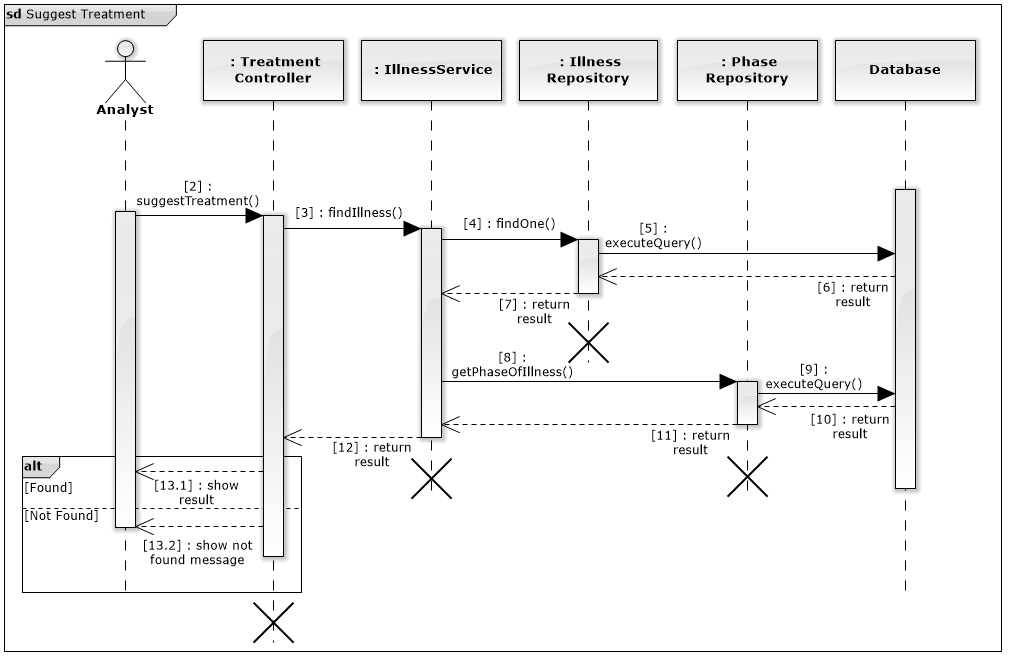 sd Suggest Treatment
Analyst
: Treatment
Controller
: IllnessService
: Illness
Repository
: Phase
Repository
Database
[2] :
suggestTreatment()
[3] : findIllness()
[4] : findOne()
[5] :
executeQuery()
[6] : return
result
[7] : return
result
[8] :
getPhaseOfIllness()
[9] :
executeQuery()
[10] : return
result
[11] : return
result
[12] : return
result
alt
[Found]
[13.1] : show
result
[Not Found]
[13.2] : show not
found message